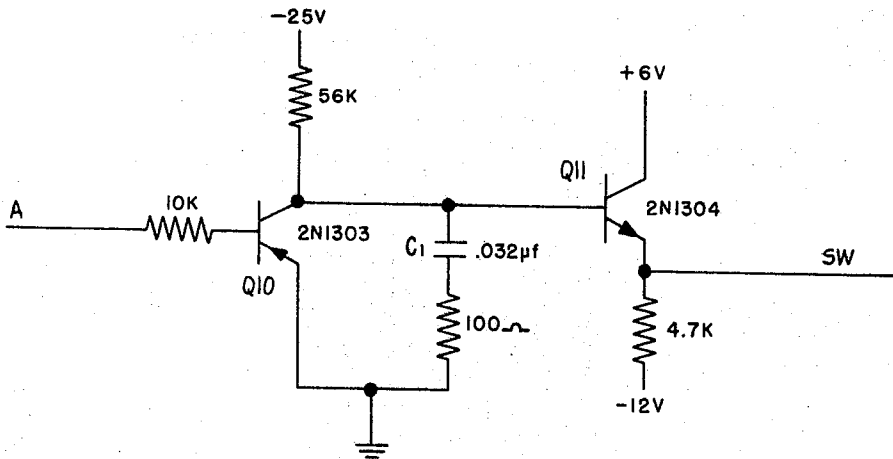 -25V
56K
+6V
Q11
A
10K
2N1303
2N1304
C1
.032µf
SW
Q10
100Ω
4.7K
-12V